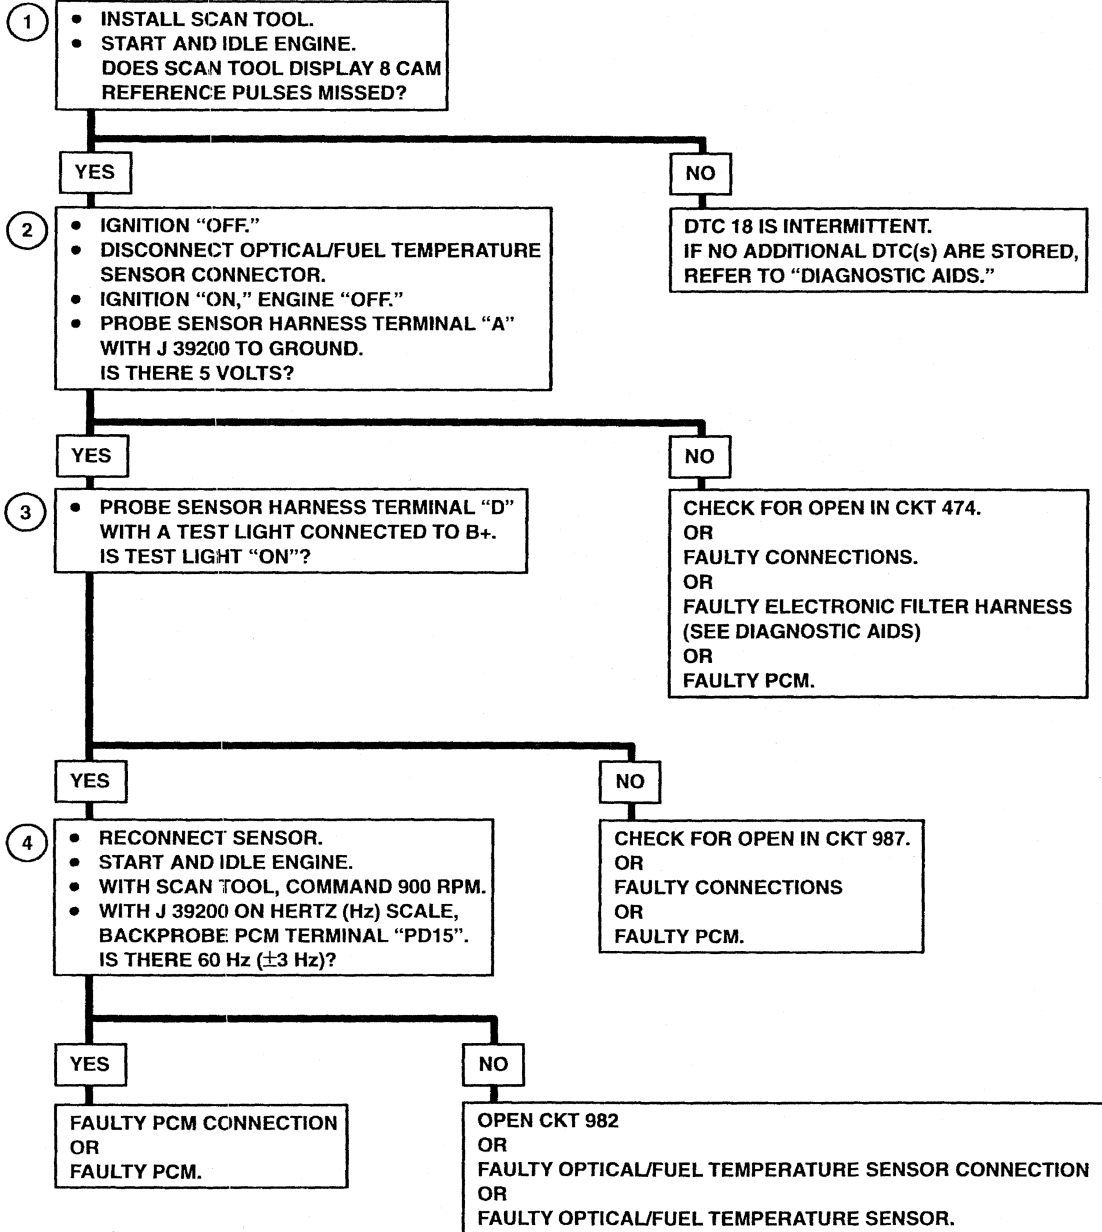 1
• INSTALL SCAN TOOL.
• START AND IDLE ENGINE.
DOES SCAN TOOL DISPLAY 8 CAM
REFERENCE PULSES MISSED?
YES
NO
2
• IGNITION “OFF.”
• DISCONNECT OPTICAL/FUEL TEMPERATURE
SENSOR CONNECTOR.
• IGNITION “ON,” ENGINE “OFF.”
• PROBE SENSOR HARNESS TERMINAL “A”
WITH J 39200 TO GROUND.
IS THERE 5 VOLTS?
DTC 18 IS INTERMITTENT.
IF NO ADDITIONAL DTC(s) ARE STORED,
REFER TO “DIAGNOSTIC AIDS.”
YES
NO
3
• PROBE SENSOR HARNESS TERMINAL “D”
WITH A TEST LIGHT CONNECTED TO B+.
IS TEST LIGHT “ON”?
CHECK FOR OPEN IN CKT 474.
OR
FAULTY CONNECTIONS.
OR
FAULTY ELECTRONIC FILTER HARNESS
(SEE DIAGNOSTIC AIDS)
OR
FAULTY PCM.
YES
NO
4
• RECONNECT SENSOR.
• START AND IDLE ENGINE.
• WITH SCAN TOOL, COMMAND 900 RPM.
• WITH J 39200 ON HERTZ (Hz) SCALE,
BACKPROBE PCM TERMINAL “PD15”.
IS THERE 60 Hz (±3 Hz)?
CHECK FOR OPEN IN CKT 987.
OR
FAULTY CONNECTIONS
OR
FAULTY PCM.
YES
NO
FAULTY PCM CONNECTION
OR
FAULTY PCM.
OPEN CKT 982
OR
FAULTY OPTICAL/FUEL TEMPERATURE SENSOR CONNECTION
OR
FAULTY OPTICAL/FUEL TEMPERATURE SENSOR.